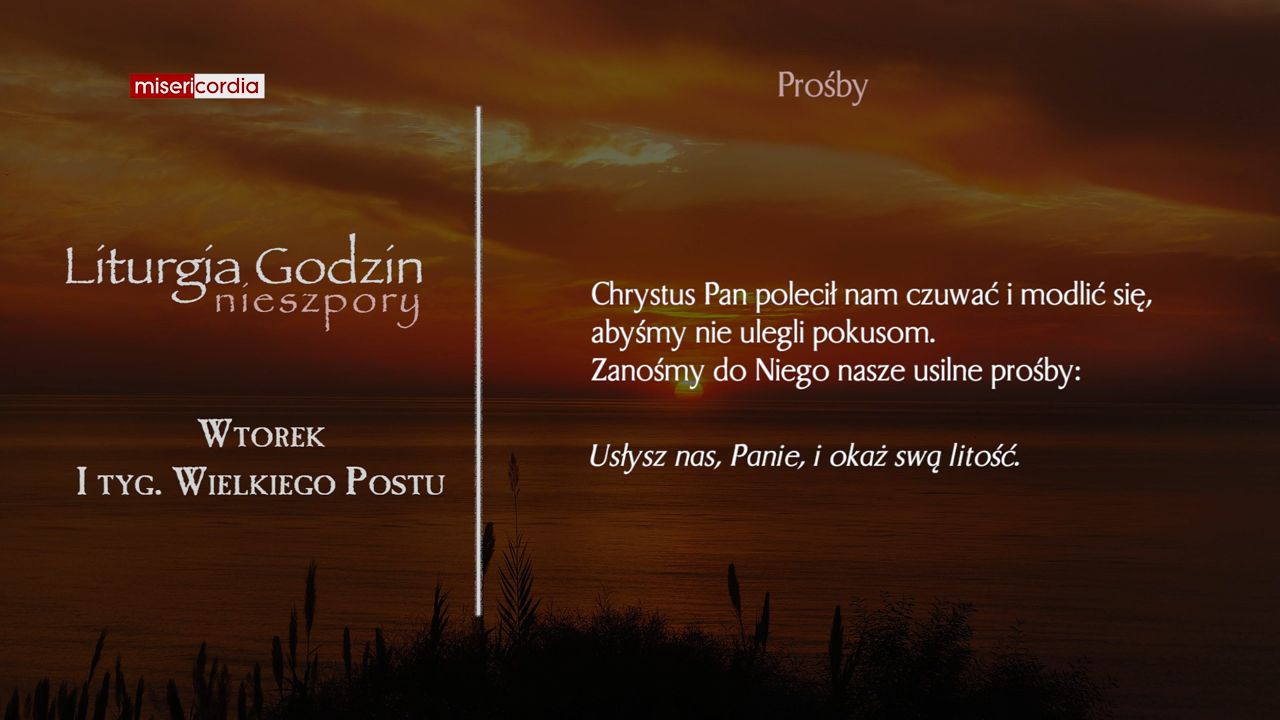 misericordia
Liturgia Godzin
nieszpory
Wtorek
I tyg. Wielkiego Postu
Prośby
Chrystus Pan polecił nam czuwać i modlić się,
abyśmy nie ulegli pokusom.
Zanośmy do Niego nasze usilne prośby:
Usłysz nas, Panie, i okaż swą litość.